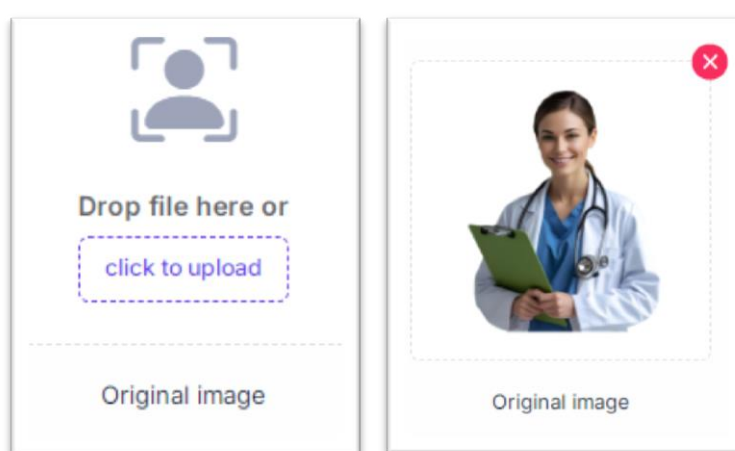 Drop file here or
click to upload
Original image
Original image